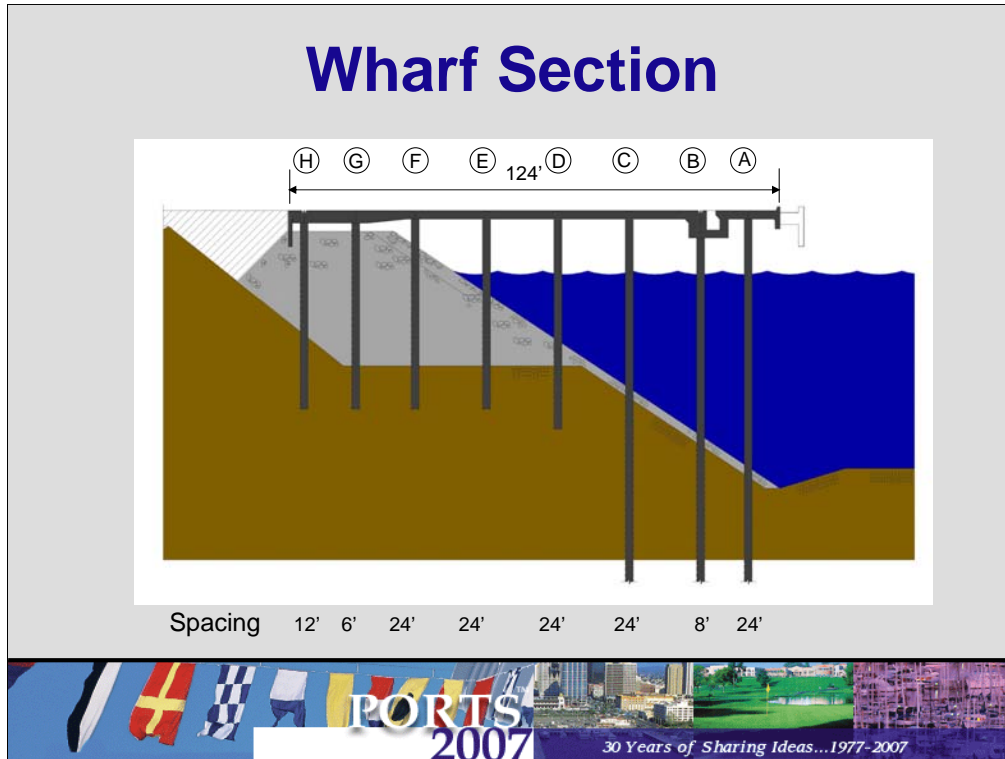 Wharf Section
H G F E D C B A
124’
Spacing 12’ 6’ 24’ 24’ 24’ 24’ 8’ 24’
PORTS
2007
30 Years of Sharing Ideas...1977-2007